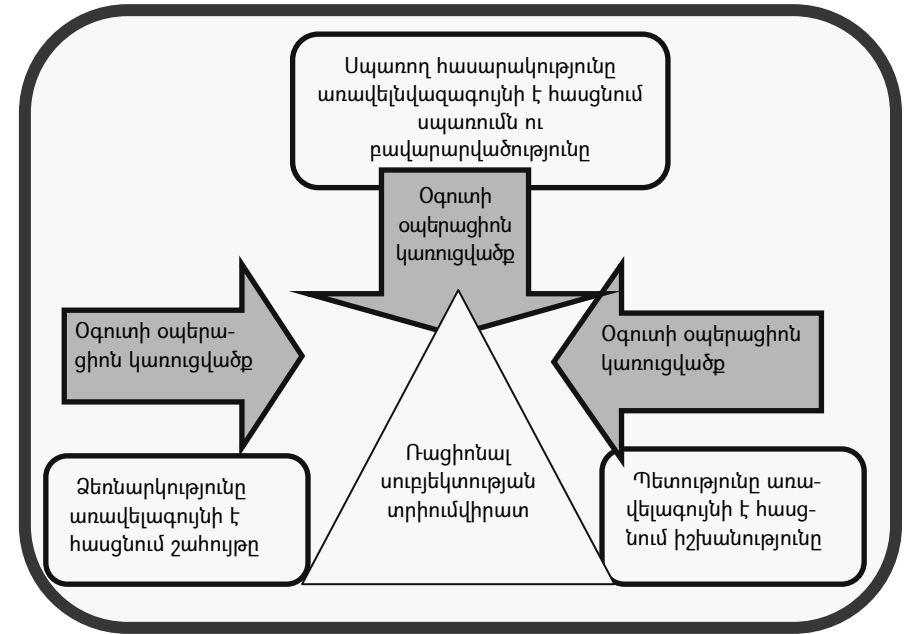 Սպառող հասարակությունը
առավելնվազագույնի է հասցնում
սպառումն ու
բավարարվածությունը
Օգուտի
օպերացիոն
կառուցվածք
Օգուտի օպերա-
ցիոն կառուցվածք
Օգուտի օպերացիոն
կառուցվածք
Ռացիոնալ
սուբյեկտության
տրիումվիրատ
Ձեռնարկությունը
առավելագույնի է
հասցնում շահույթը
Պետությունը առա-
վելագույնի է հասց-
նում իշխանությունը